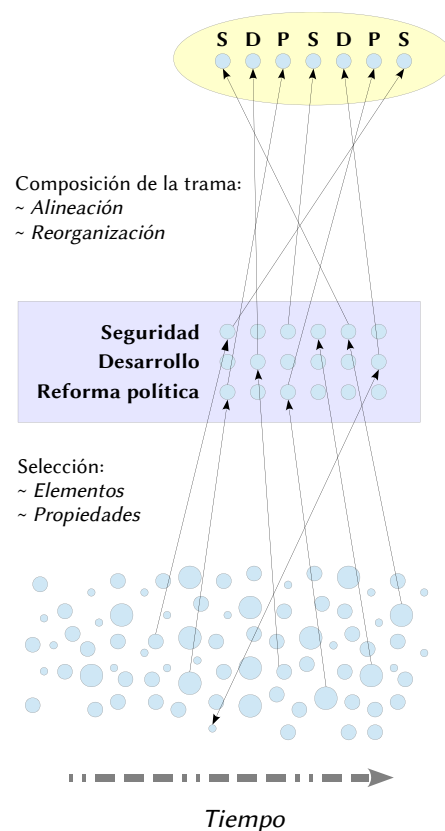 S D P S D P S
Composición de la trama:
~ Alineación
~ Reorganización
Seguridad
Desarrollo
Reforma política
Selección:
~ Elementos
~ Propiedades
Tiempo